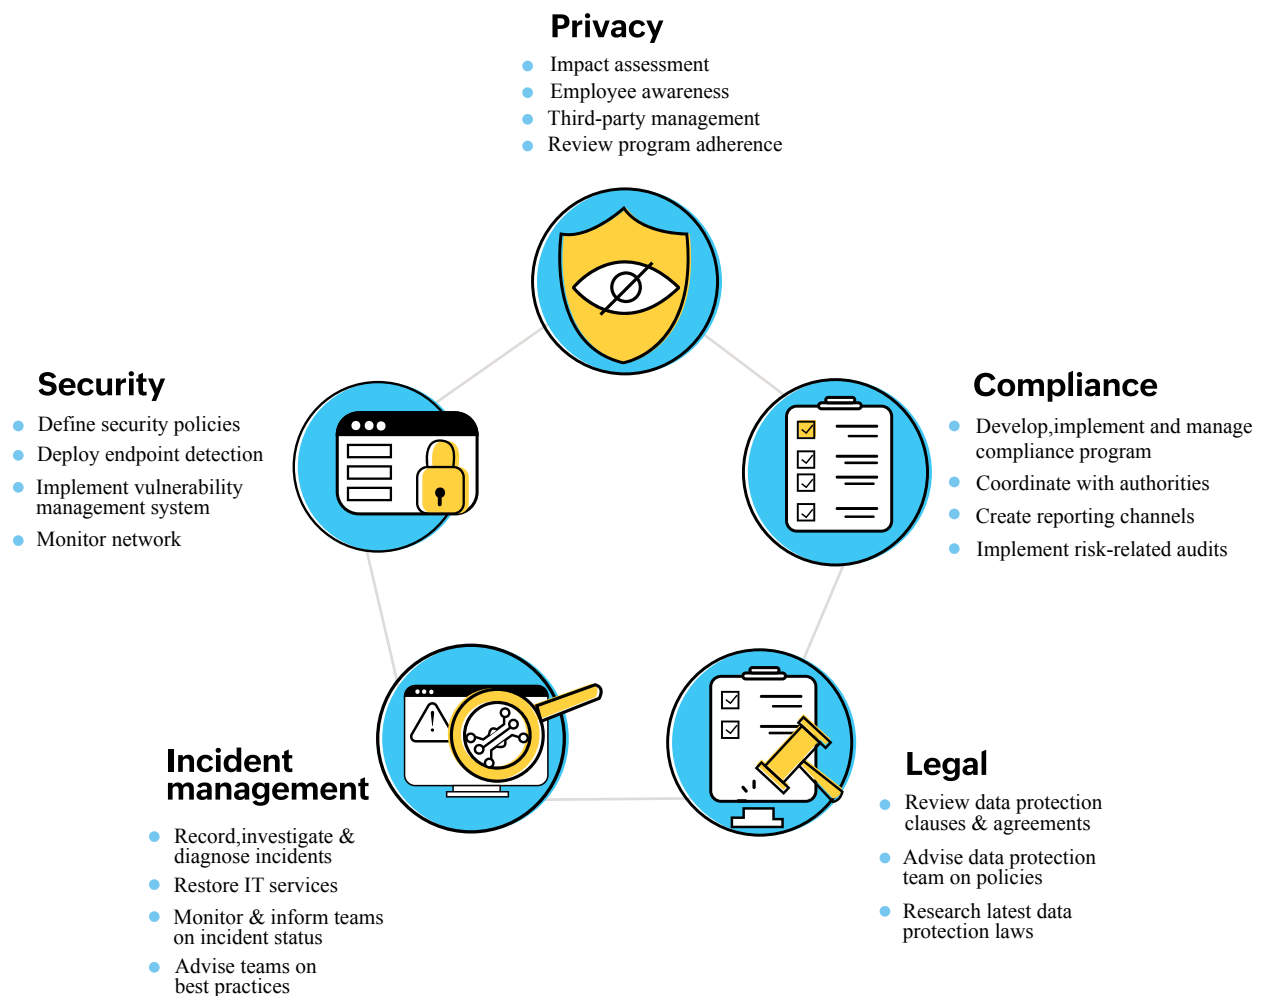 Privacy
Impact assessment
Employee awareness
Third-party management
Review program adherence
Security
Define security policies
Deploy endpoint detection
Implement vulnerability
management system
Monitor network
Compliance
Develop,implement and manage
compliance program
Coordinate with authorities
Create reporting channels
Implement risk-related audits
Incident
management
Record,investigate &
diagnose incidents
Restore IT services
Monitor & inform teams
on incident status
Advise teams on
best practices
Legal
Review data protection
clauses & agreements
Advise data protection
team on policies
Research latest data
protection laws